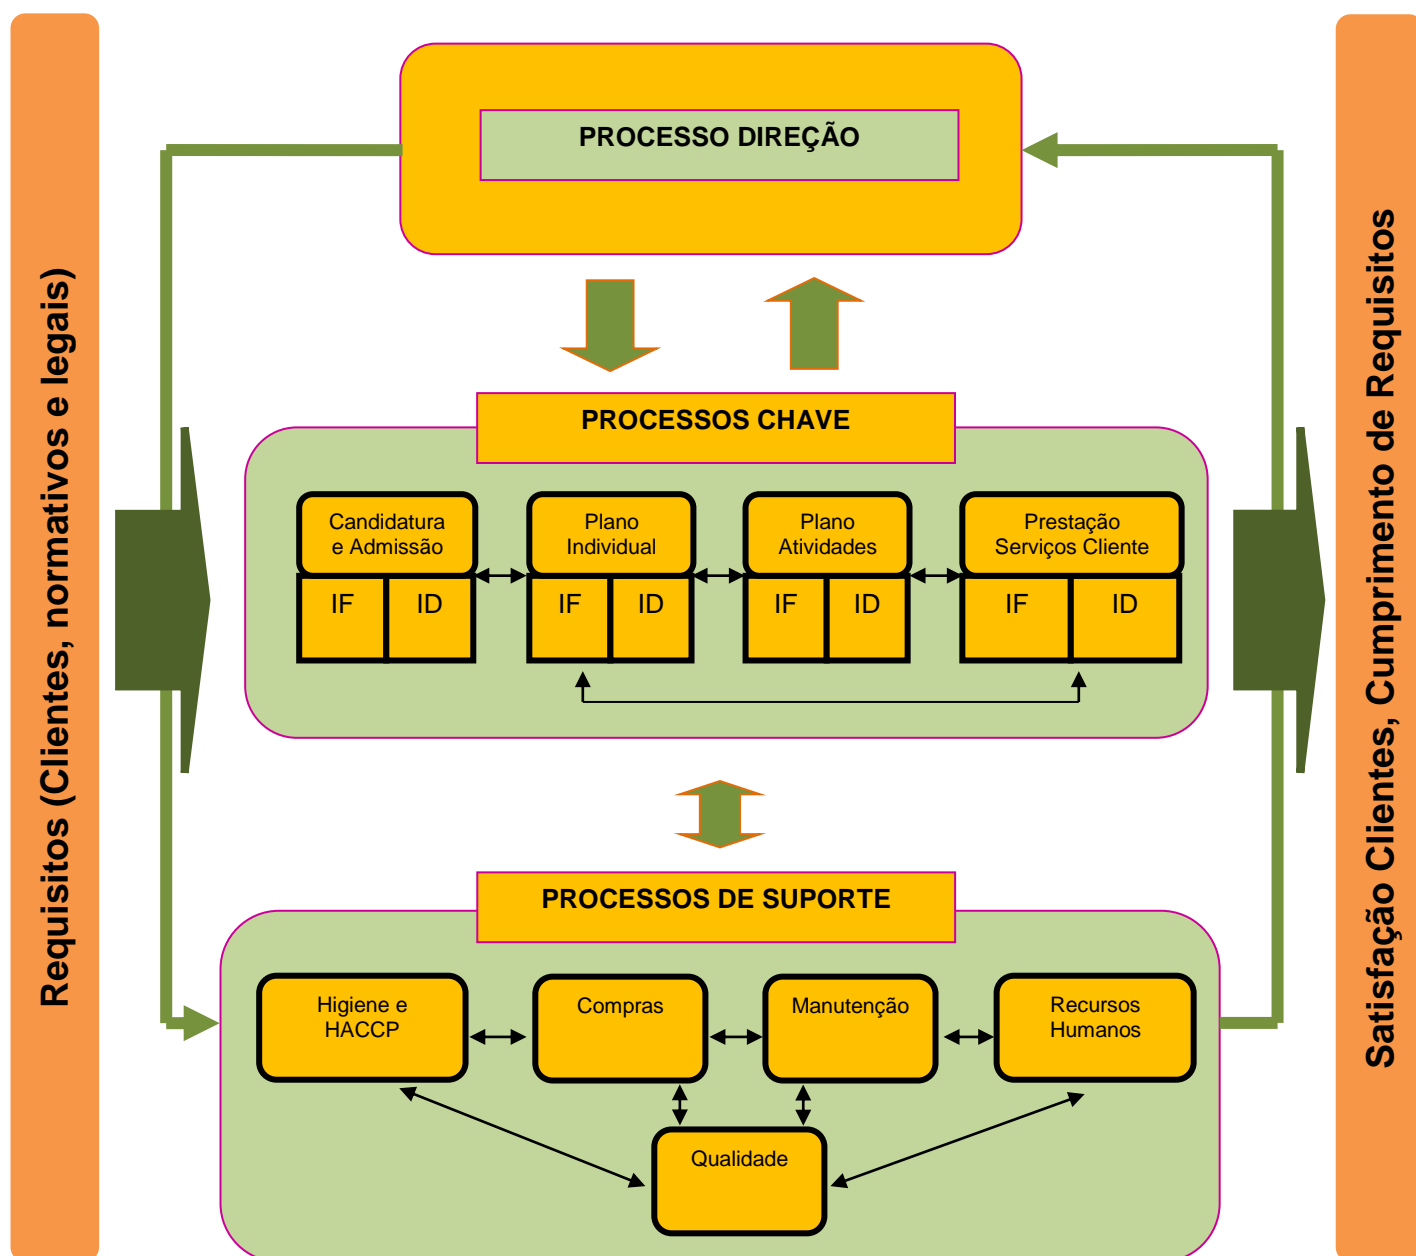 Requisitos (Clientes, normativos e legais)
PROCESSO DIREÇÃO
PROCESSOS CHAVE
Candidatura
e Admissão
IF
ID
Plano
Individual
IF
ID
Plano
Atividades
IF
ID
Prestação
Serviços Cliente
IF
ID
PROCESSOS DE SUPORTE
Higiene e
HACCP
Compras
Manutenção
Recursos
Humanos
Qualidade
Satisfação Clientes, Cumprimento de Requisitos